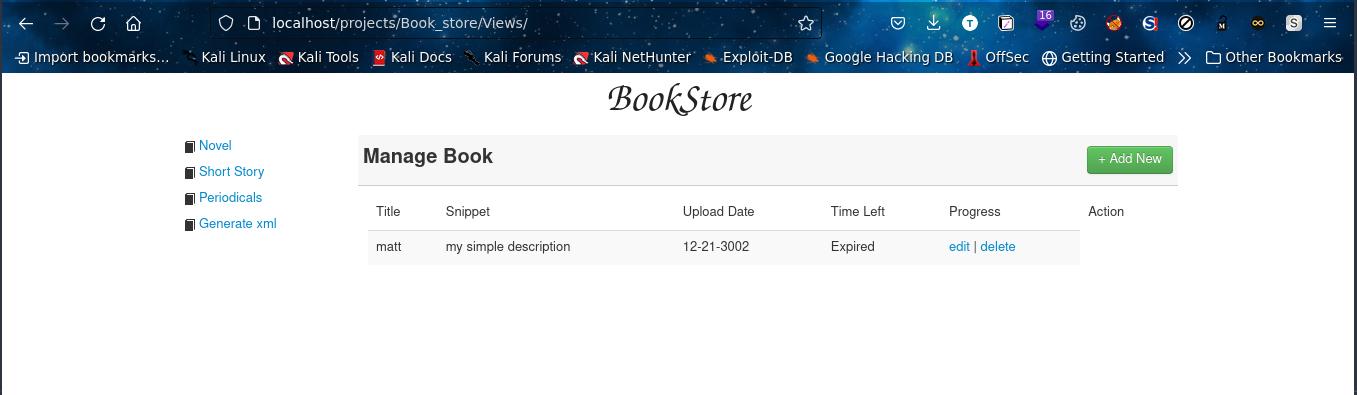 localhost/projects/Book_store/Views/
16
T
S
M
S
Import bookmarks... Kali Linux Kali Tools Kali Docs Kali Forums Kali NetHunter Exploit-DB Google Hacking DB OffSec Getting Started Other Bookmarks
BookStore
Novel
Short Story
Periodicals
Generate xml
Manage Book
+ Add New
Title Snippet Upload Date Time Left Progress Action
matt my simple description 12-21-3002 Expired edit | delete